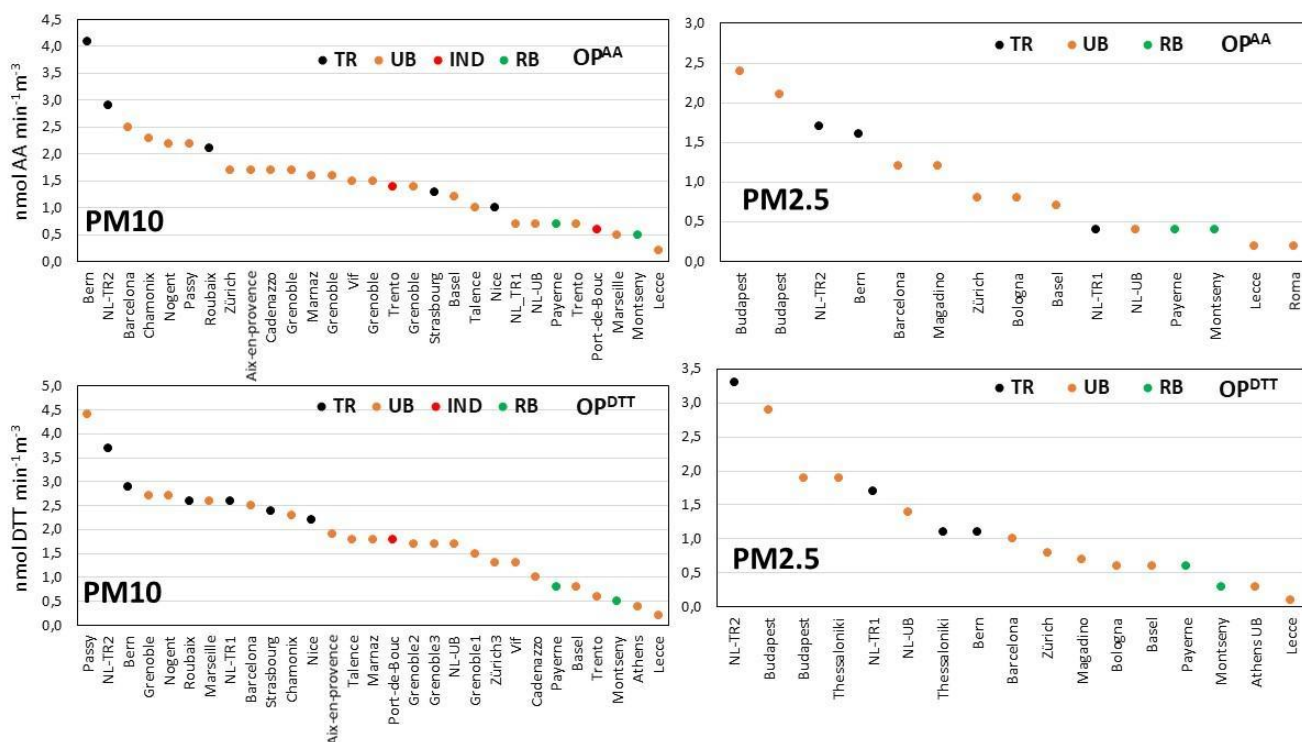 4,5
4,0
3,5
3,0
2,5
2,0
1,5
1,0
0,5
0,0
nmol AA min⁻¹m⁻³
TR UB IND RB OP^AA
PM10
Bern
NL-TR2
Barcelona
Chamonix
Nogent
Passy
Roubaix
Zürich
Aix-en-provence
Cadenazzo
Grenoble
Marnaz
Grenoble
Vif
Grenoble
Trento
Grenoble
Strasbourg
Basel
Talence
Nice
NL_TR1
NL-UB
Payerne
Trento
Port-de-Bouc
Marseille
Montseny
Lecce
3,0
2,5
2,0
1,5
1,0
0,5
0,0
TR UB RB OP^AA
PM2.5
Budapest
Budapest
NL-TR2
Bern
Barcelona
Magadino
Zürich
Bologna
Basel
NL-TR1
NL-UB
Payerne
Montseny
Lecce
Roma
5,0
4,5
4,0
3,5
3,0
2,5
2,0
1,5
1,0
0,5
0,0
nmol DTT min⁻¹m⁻³
TR UB IND RB OP^DTT
PM10
Passy
NL-TR2
Bern
Grenoble
Nogent
Roubaix
Marseille
NL-TR1
Barcelona
Strasbourg
Chamonix
Nice
Aix-en-provence
Talence
Marnaz
Port-de-Bouc
Grenoble2
Grenoble3
NL-UB
Grenoble1
Zürich3
Vif
Cadenazzo
Payerne
Basel
Trento
Montseny
Athens
Lecce
3,5
3,0
2,5
2,0
1,5
1,0
0,5
0,0
TR UB RB OP^DTT
PM2.5
NL-TR2
Budapest
Budapest
Thessaloniki
NL-TR1
NL-UB
Thessaloniki
Bern
Barcelona
Zürich
Magadino
Bologna
Basel
Payerne
Montseny
Athens UB
Lecce